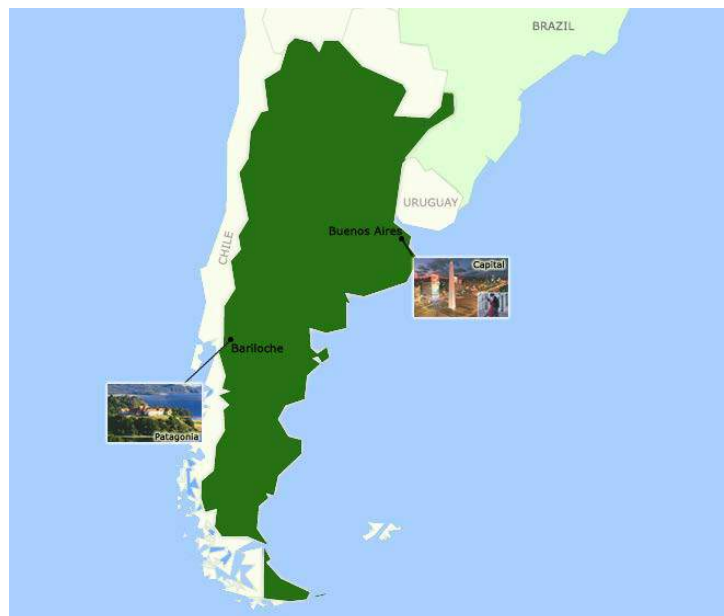 BRAZIL
URUGUAY
Buenos Aires
CHILE
Capital
Bariloche
Patagonia